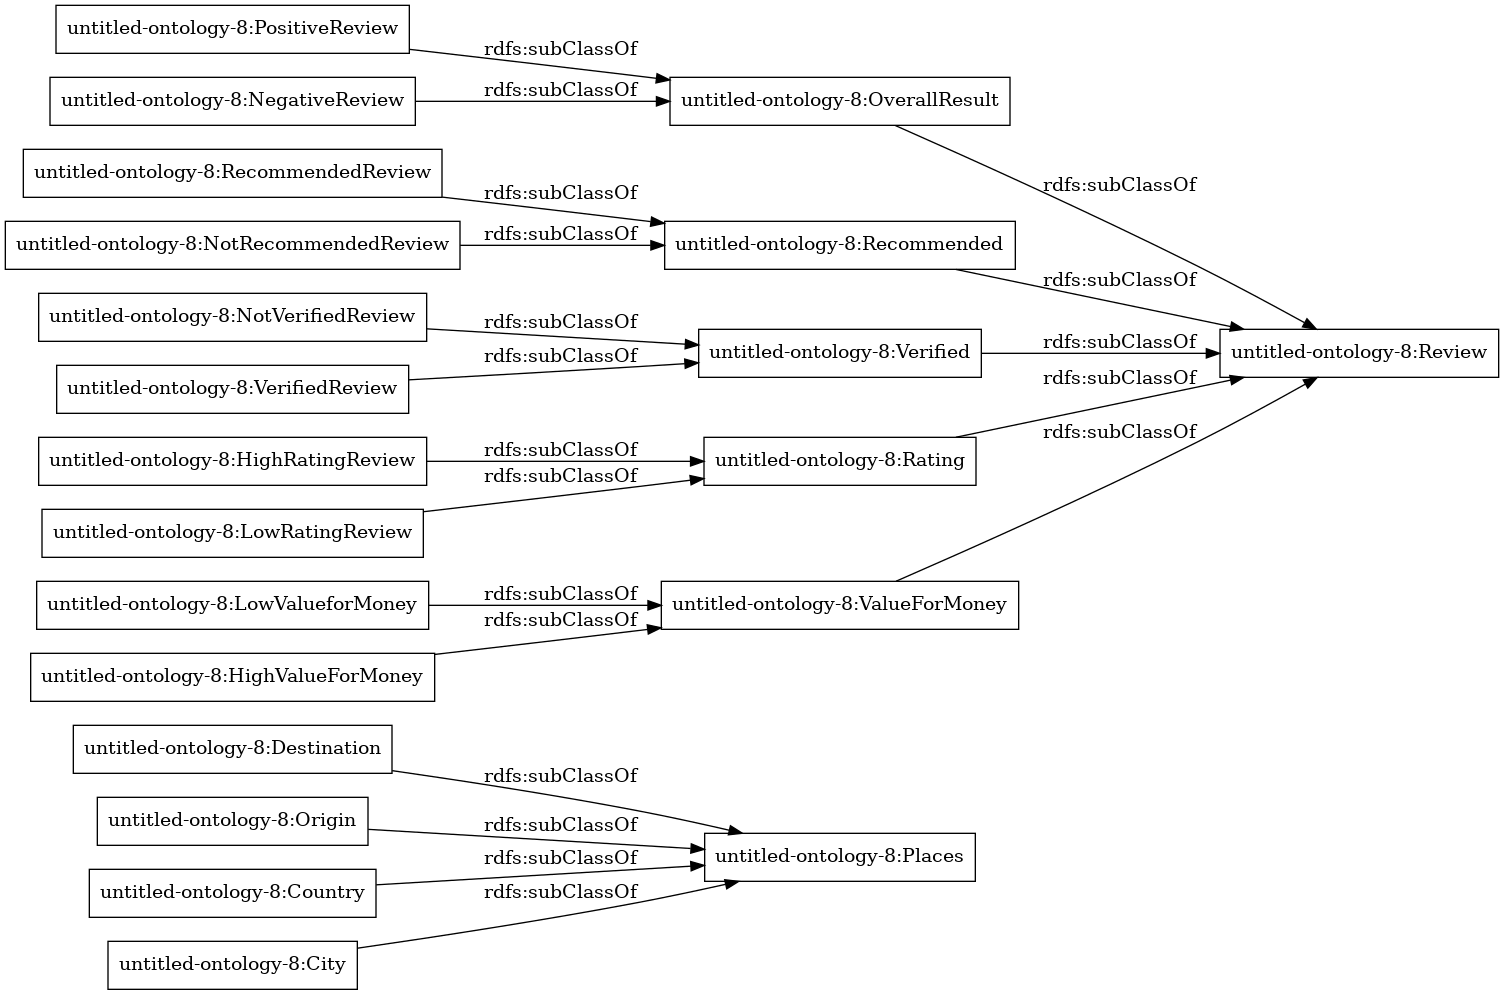 untitled-ontology-8:PositiveReview
rdfs:subClassOf
untitled-ontology-8:NegativeReview
rdfs:subClassOf
untitled-ontology-8:OverallResult
untitled-ontology-8:RecommendedReview
rdfs:subClassOf
rdfs:subClassOf
untitled-ontology-8:NotRecommendedReview
rdfs:subClassOf
untitled-ontology-8:Recommended
rdfs:subClassOf
untitled-ontology-8:NotVerifiedReview
rdfs:subClassOf
untitled-ontology-8:VerifiedReview
rdfs:subClassOf
untitled-ontology-8:Verified
rdfs:subClassOf
untitled-ontology-8:Review
rdfs:subClassOf
untitled-ontology-8:HighRatingReview
rdfs:subClassOf
untitled-ontology-8:LowRatingReview
rdfs:subClassOf
untitled-ontology-8:Rating
rdfs:subClassOf
untitled-ontology-8:LowValueforMoney
rdfs:subClassOf
untitled-ontology-8:HighValueForMoney
rdfs:subClassOf
untitled-ontology-8:ValueForMoney
untitled-ontology-8:Destination
rdfs:subClassOf
untitled-ontology-8:Origin
rdfs:subClassOf
untitled-ontology-8:Country
rdfs:subClassOf
untitled-ontology-8:City
rdfs:subClassOf
untitled-ontology-8:Places